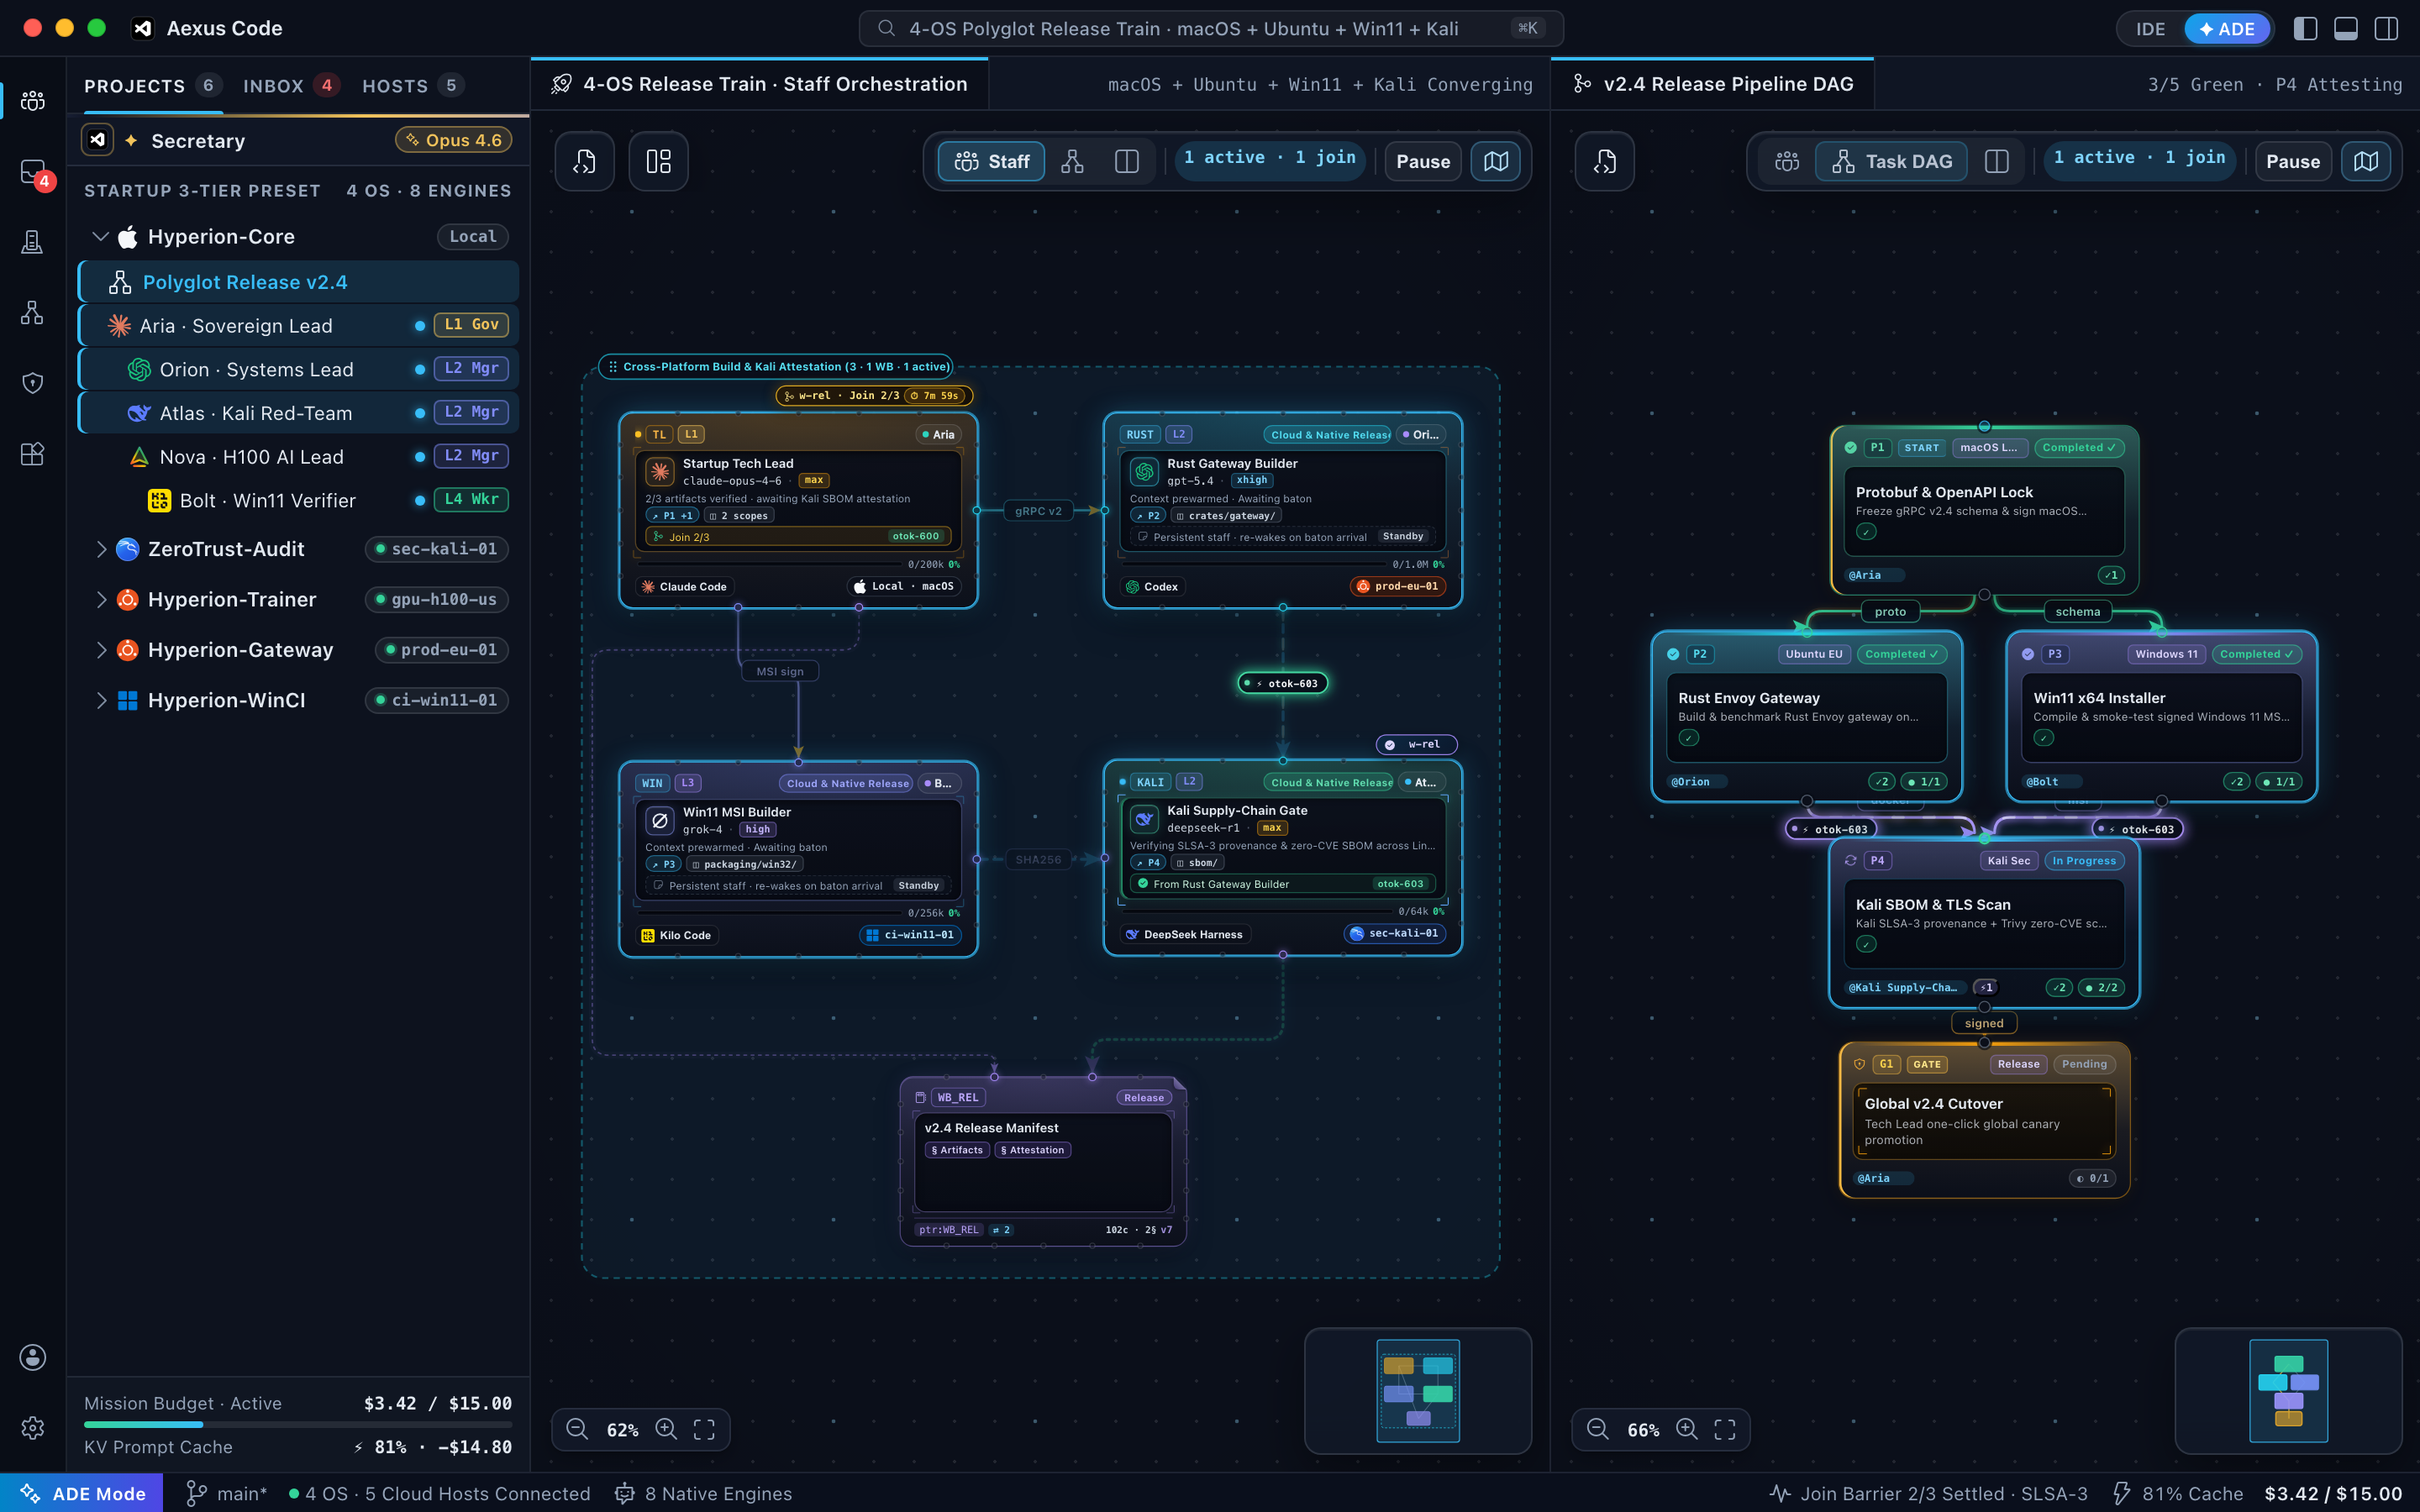 Aexus Code
4-OS Polyglot Release Train · macOS + Ubuntu + Win11 + Kali
⌘K
IDE
ADE
PROJECTS 6
INBOX 4
HOSTS 5
4
Secretary
Opus 4.6
STARTUP 3-TIER PRESET
4 OS · 8 ENGINES
Hyperion-Core
Local
Polyglot Release v2.4
Aria · Sovereign Lead
L1 Gov
Orion · Systems Lead
L2 Mgr
Atlas · Kali Red-Team
L2 Mgr
Nova · H100 AI Lead
L2 Mgr
Bolt · Win11 Verifier
L4 Wkr
ZeroTrust-Audit
sec-kali-01
Hyperion-Trainer
gpu-h100-us
Hyperion-Gateway
prod-eu-01
Hyperion-WinCI
ci-win11-01
Mission Budget · Active
$3.42 / $15.00
KV Prompt Cache
⚡ 81% · −$14.80
4-OS Release Train · Staff Orchestration
macOS + Ubuntu + Win11 + Kali Converging
Staff
1 active · 1 join
Pause
Cross-Platform Build & Kali Attestation (3 · 1 WB · 1 active)
w-rel · Join 2/3
7m 59s
TL
L1
Aria
Startup Tech Lead
claude-opus-4-6 ·
max
2/3 artifacts verified · awaiting Kali SBOM attestation
↗ P1 +1
2 scopes
Join 2/3
otok-600
0/200k 0%
Claude Code
Local · macOS
gRPC v2
RUST
L2
Cloud & Native Releas
Ori...
Rust Gateway Builder
gpt-5.4 ·
xhigh
Context prewarmed · Awaiting baton
↗ P2
crates/gateway/
Persistent staff · re-wakes on baton arrival
Standby
0/1.0M 0%
Codex
prod-eu-01
MSI sign
⚡ otok-603
WIN
L3
Cloud & Native Release
B...
Win11 MSI Builder
grok-4 ·
high
Context prewarmed · Awaiting baton
↗ P3
packaging/win32/
Persistent staff · re-wakes on baton arrival
Standby
0/256k 0%
Kilo Code
ci-win11-01
SHA256
w-rel
KALI
L2
Cloud & Native Release
At...
Kali Supply-Chain Gate
deepseek-r1 ·
max
Verifying SLSA-3 provenance & zero-CVE SBOM across Lin...
↗ P4
sbom/
From Rust Gateway Builder
otok-603
0/64k 0%
DeepSeek Harness
sec-kali-01
WB_REL
Release
v2.4 Release Manifest
§ Artifacts
§ Attestation
ptr:WB_REL
⇄ 2
102c · 2§ v7
62%
v2.4 Release Pipeline DAG
3/5 Green · P4 Attesting
Task DAG
1 active · 1 join
Pause
P1
START
macOS L...
Completed ✓
Protobuf & OpenAPI Lock
Freeze gRPC v2.4 schema & sign macOS...
✓
@Aria
✓1
proto
schema
P2
Ubuntu EU
Completed ✓
Rust Envoy Gateway
Build & benchmark Rust Envoy gateway on...
✓
@Orion
✓2
● 1/1
P3
Windows 11
Completed ✓
Win11 x64 Installer
Compile & smoke-test signed Windows 11 MS...
✓
@Bolt
✓2
● 1/1
⚡ otok-603
⚡ otok-603
P4
Kali Sec
In Progress
Kali SBOM & TLS Scan
Kali SLSA-3 provenance + Trivy zero-CVE sc...
✓
@Kali Supply-Cha...
⚡1
✓2
● 2/2
signed
G1
GATE
Release
Pending
Global v2.4 Cutover
Tech Lead one-click global canary
promotion
@Aria
◐ 0/1
66%
ADE Mode
main*
4 OS · 5 Cloud Hosts Connected
8 Native Engines
Join Barrier 2/3 Settled · SLSA-3
81% Cache
$3.42 / $15.00